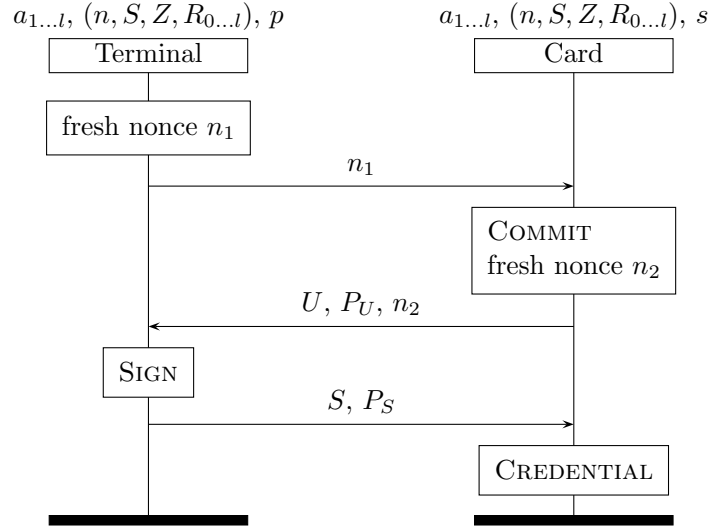 a_{1...l}, (n, S, Z, R_{0...l}), p
a_{1...l}, (n, S, Z, R_{0...l}), s
Terminal
Card
fresh nonce n_1
n_1
COMMIT
fresh nonce n_2
U, P_U, n_2
SIGN
S, P_S
CREDENTIAL